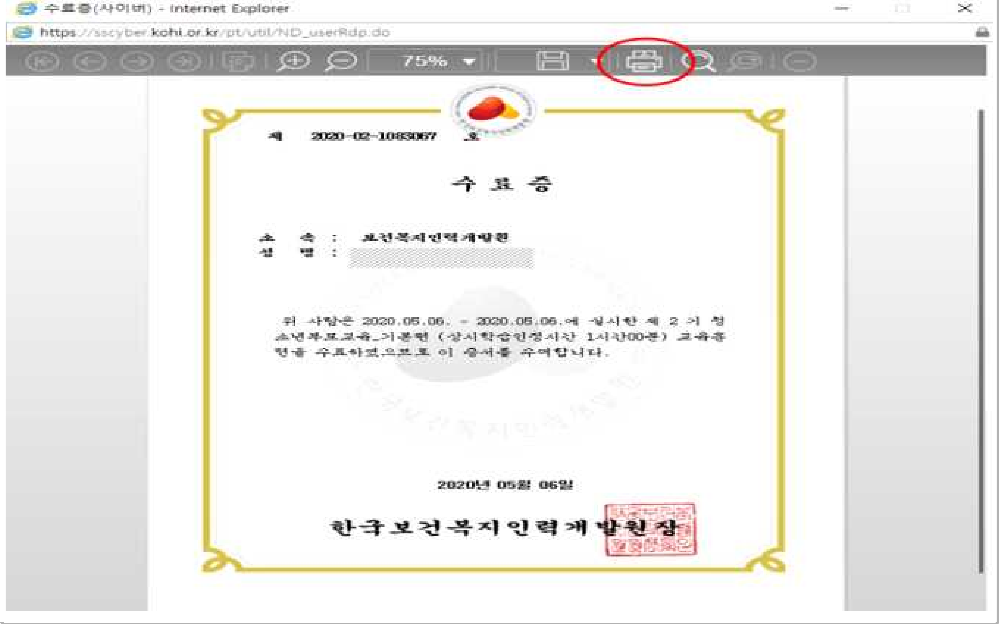 수료증(사이버) - Internet Explorer
https://sscyber.kohi.or.kr/pt/util/ND_userRdp.do
75%
제 2020-02-1083067 호
수 료 증
소 속 : 보건복지인력개발원
성 명 :
위 사람은 2020.05.06. - 2020.05.06.에 실시한 제 2 기 청
소년부모교육_기본편 (상시학습인정시간 1시간00분) 교육훈
련을 수료하였으므로 이 증서를 수여합니다.
2020년 05월 06일
한국보건복지인력개발원장